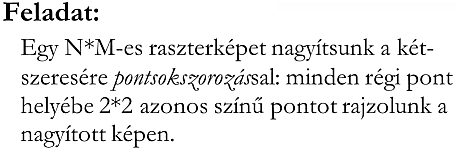 Feladat:
Egy N*M-es raszterképet nagyítsunk a két-
szeresére pontsokszorozással: minden régi pont
helyébe 2*2 azonos színű pontot rajzolunk a
nagyított képen.